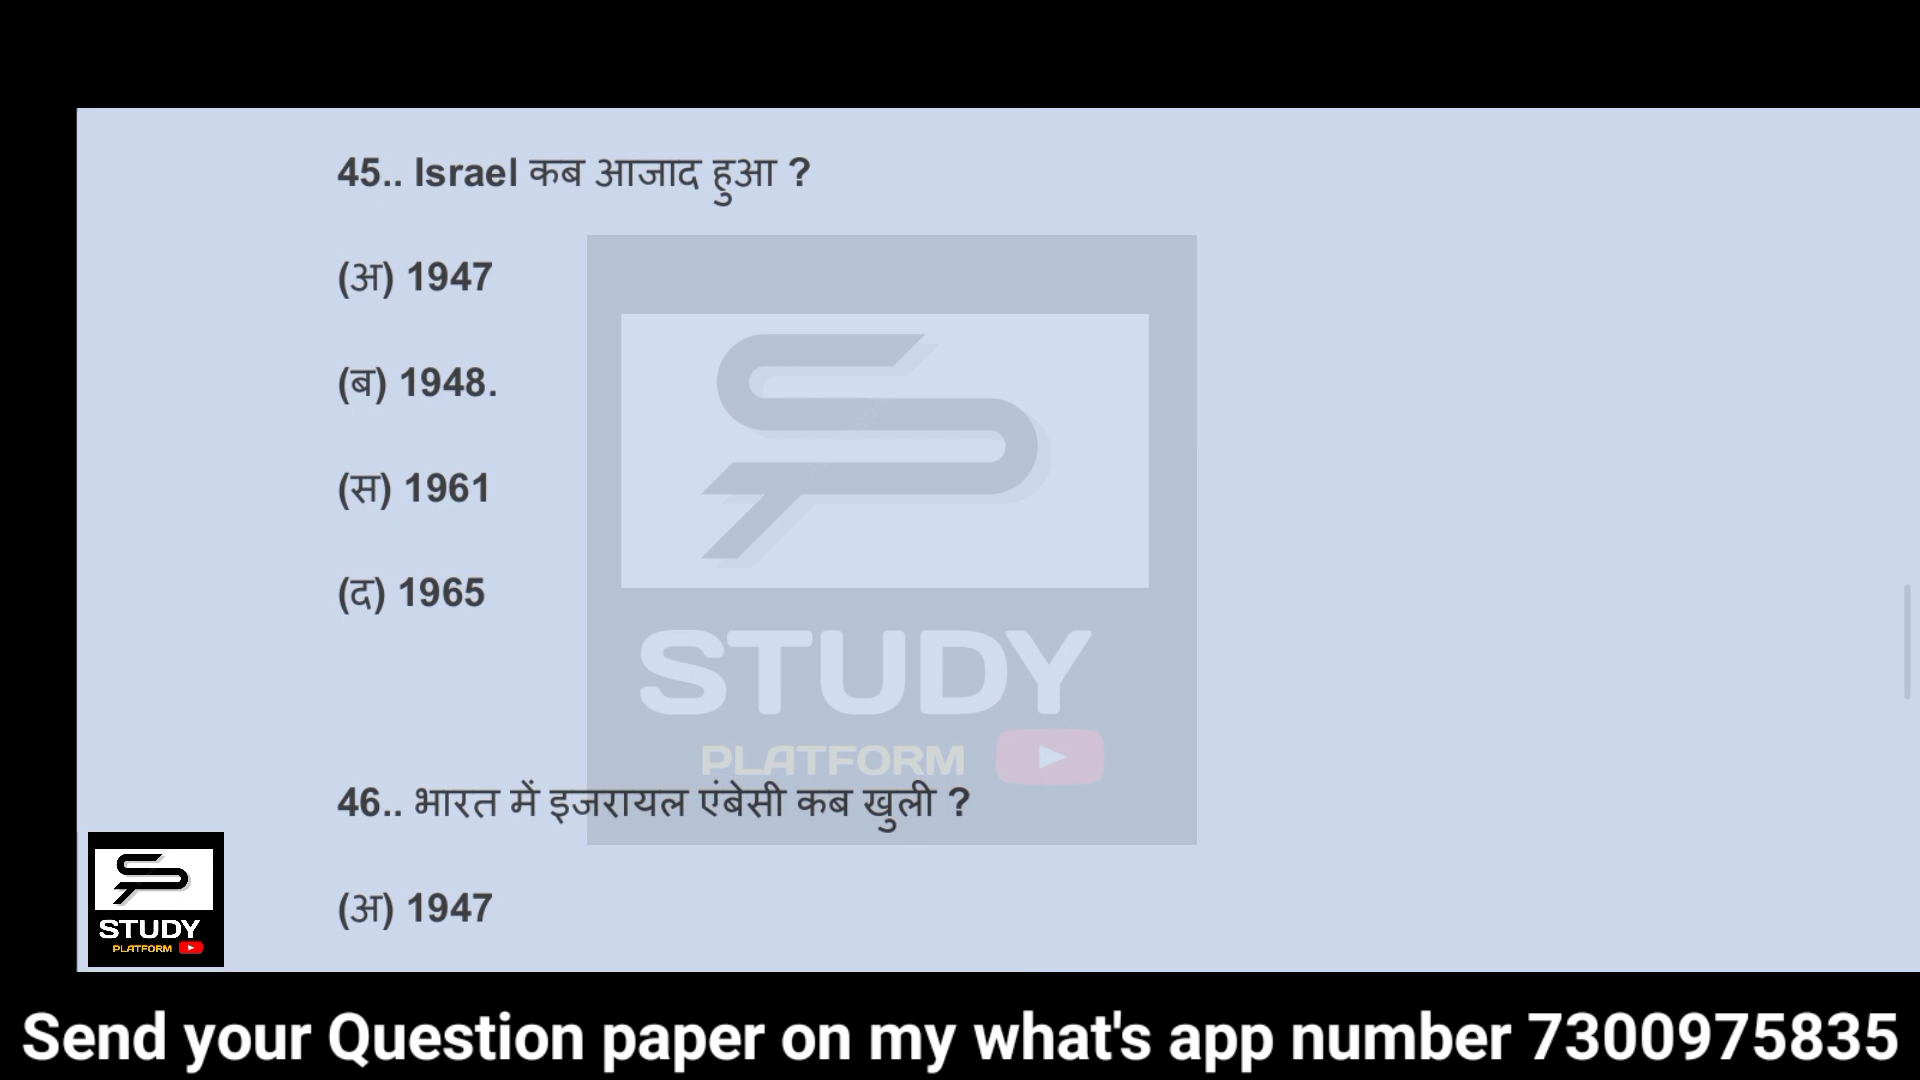 45.. Israel कब आजाद हुआ ?
(अ) 1947
(ब) 1948.
(स) 1961
(द) 1965
STUDY
PLATFORM
46.. भारत में इजरायल एंबेसी कब खुली ?
(अ) 1947
STUDY
PLATFORM
Send your Question paper on my what's app number 7300975835